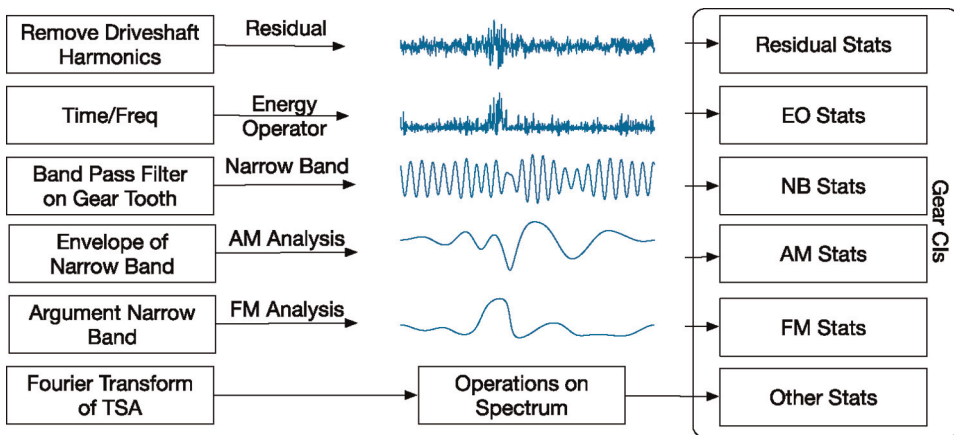 Remove Driveshaft
Harmonics
Residual
Residual Stats
Time/Freq
Energy
Operator
EO Stats
Band Pass Filter
on Gear Tooth
Narrow Band
NB Stats
Envelope of
Narrow Band
AM Analysis
AM Stats
Argument Narrow
Band
FM Analysis
FM Stats
Fourier Transform
of TSA
Operations on
Spectrum
Other Stats
Gear CIs